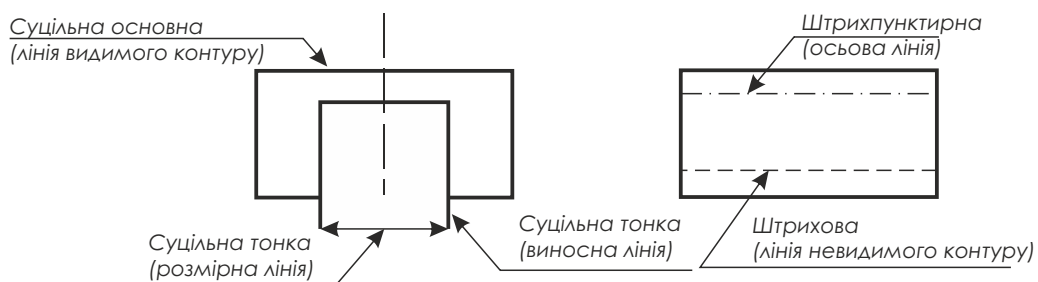 Суцільна основна
(лінія видимого контуру)
Штрихпунктирна
(осьова лінія)
Суцільна тонка
(розмірна лінія)
Суцільна тонка
(виносна лінія)
Штрихова
(лінія невидимого контуру)